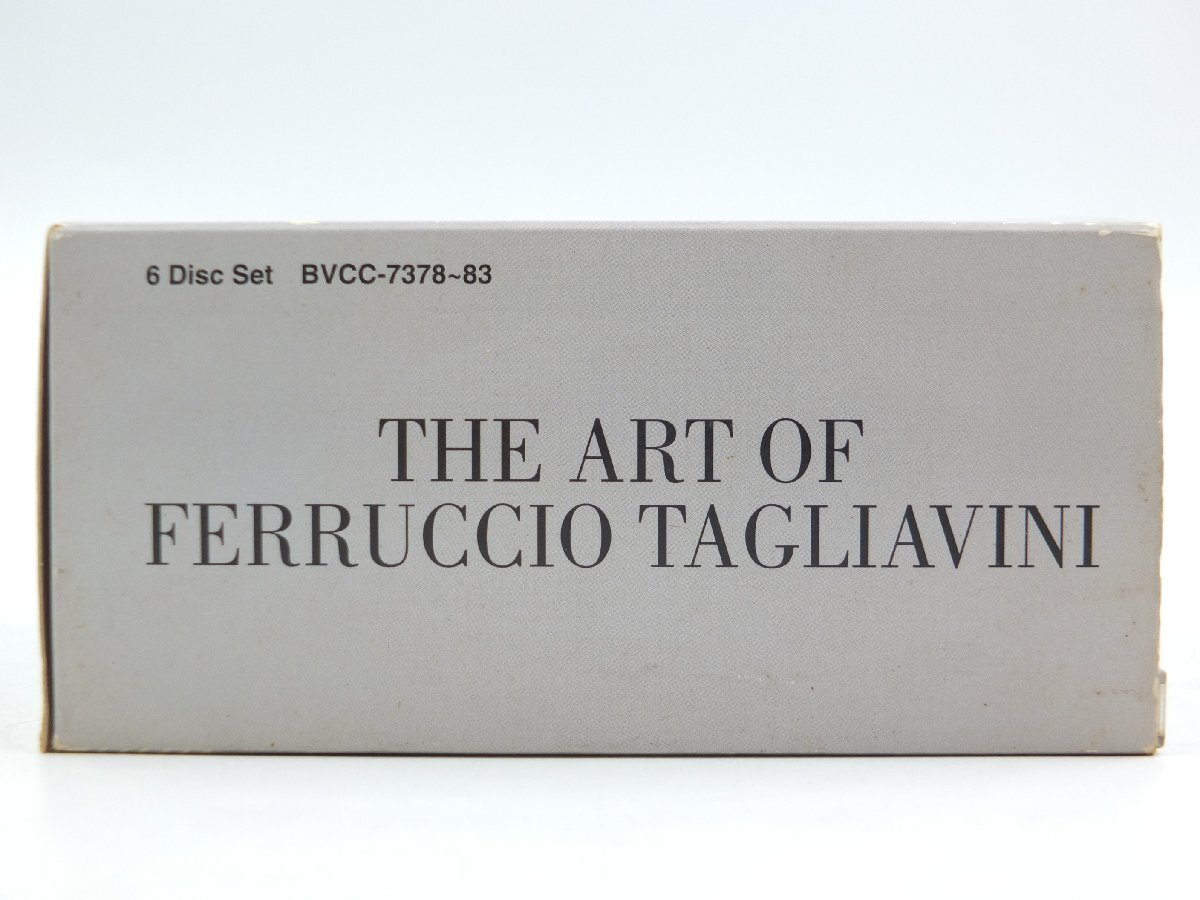 6 Disc Set BVCC-7378~83
THE ART OF
FERRUCCIO TAGLIAVINI